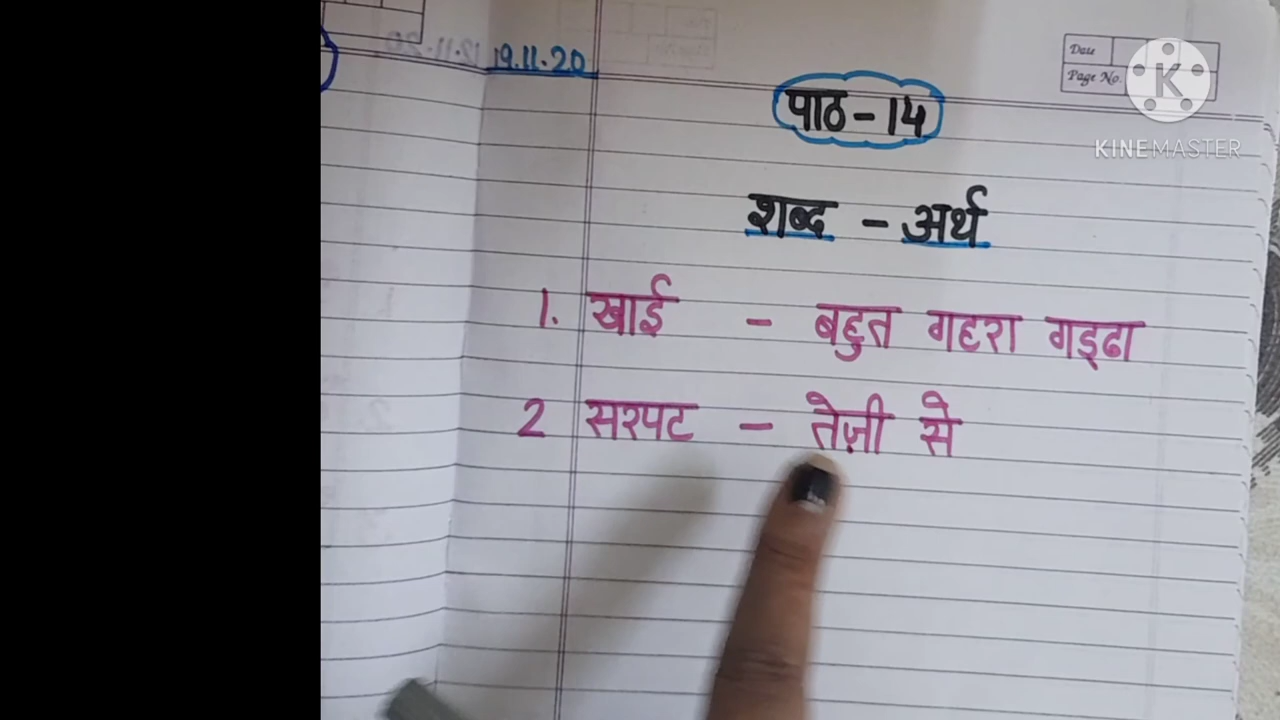 19.11.20
Date
Page No.
K
KINEMASTER
पाठ - 14
शब्द - अर्थ
1. खाई - बहुत गहरा गड्ढा
2 सरपट - तेज़ी से